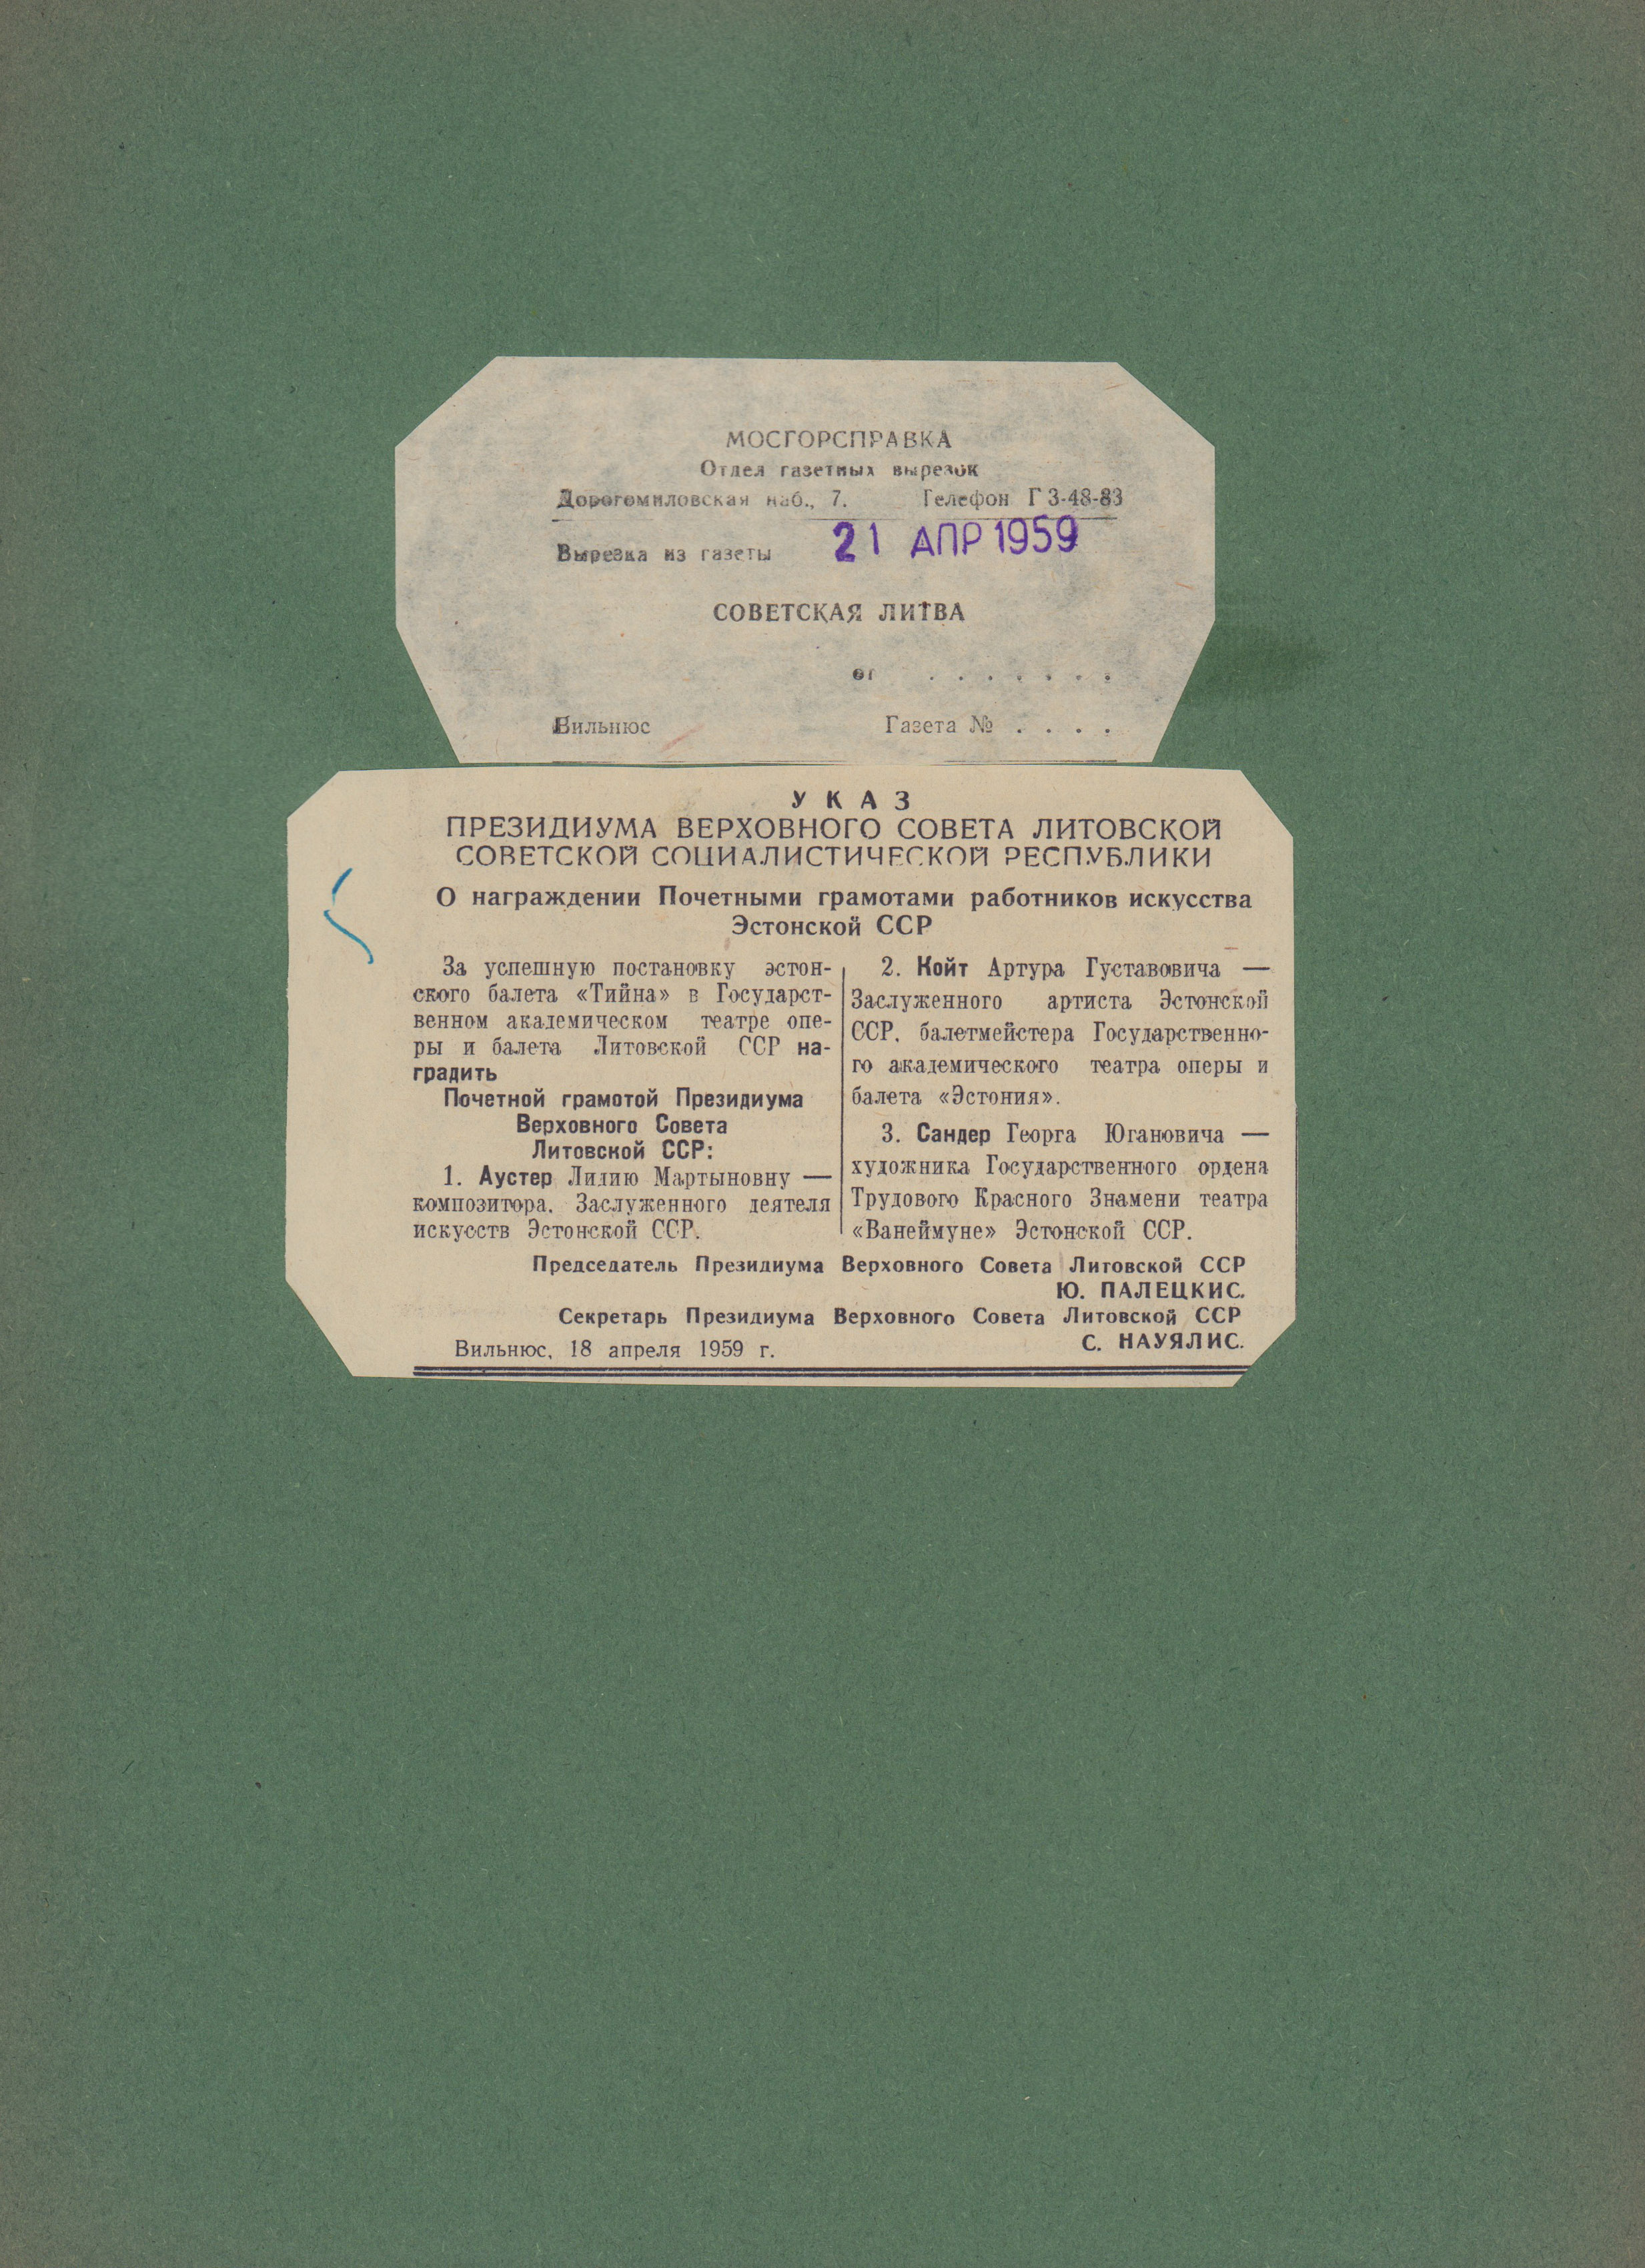 МОСГОРСПРАВКА
Отдел газетных вырезок
Дорогомиловская наб., 7. Телефон Г 3-48-83
Вырезка из газеты 21 АПР 1959
СОВЕТСКАЯ ЛИТВА
от . . . . . . .
Вильнюс Газета № . . . .
УКАЗ
ПРЕЗИДИУМА ВЕРХОВНОГО СОВЕТА ЛИТОВСКОЙ
СОВЕТСКОЙ СОЦИАЛИСТИЧЕСКОЙ РЕСПУБЛИКИ
О награждении Почетными грамотами работников искусства
Эстонской ССР
За успешную постановку эстон-
ского балета «Тийна» в Государст-
венном академическом театре опе-
ры и балета Литовской ССР на-
градить
Почетной грамотой Президиума
Верховного Совета
Литовской ССР:
1. Аустер Лидию Мартыновну —
композитора, Заслуженного деятеля
искусств Эстонской ССР.
2. Койт Артура Густавовича —
Заслуженного артиста Эстонской
ССР, балетмейстера Государственно-
го академического театра оперы и
балета «Эстония».
3. Сандер Георга Югановича —
художника Государственного ордена
Трудового Красного Знамени театра
«Ванеймуне» Эстонской ССР.
Председатель Президиума Верховного Совета Литовской ССР
Ю. ПАЛЕЦКИС.
Секретарь Президиума Верховного Совета Литовской ССР
С. НАУЯЛИС.
Вильнюс, 18 апреля 1959 г.